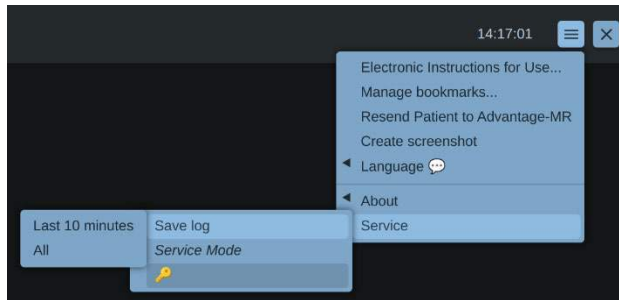 14:17:01
Electronic Instructions for Use...
Manage bookmarks...
Resend Patient to Advantage-MR
Create screenshot
Language 💬
About
Service
Save log
Service Mode
🔑
Last 10 minutes
All